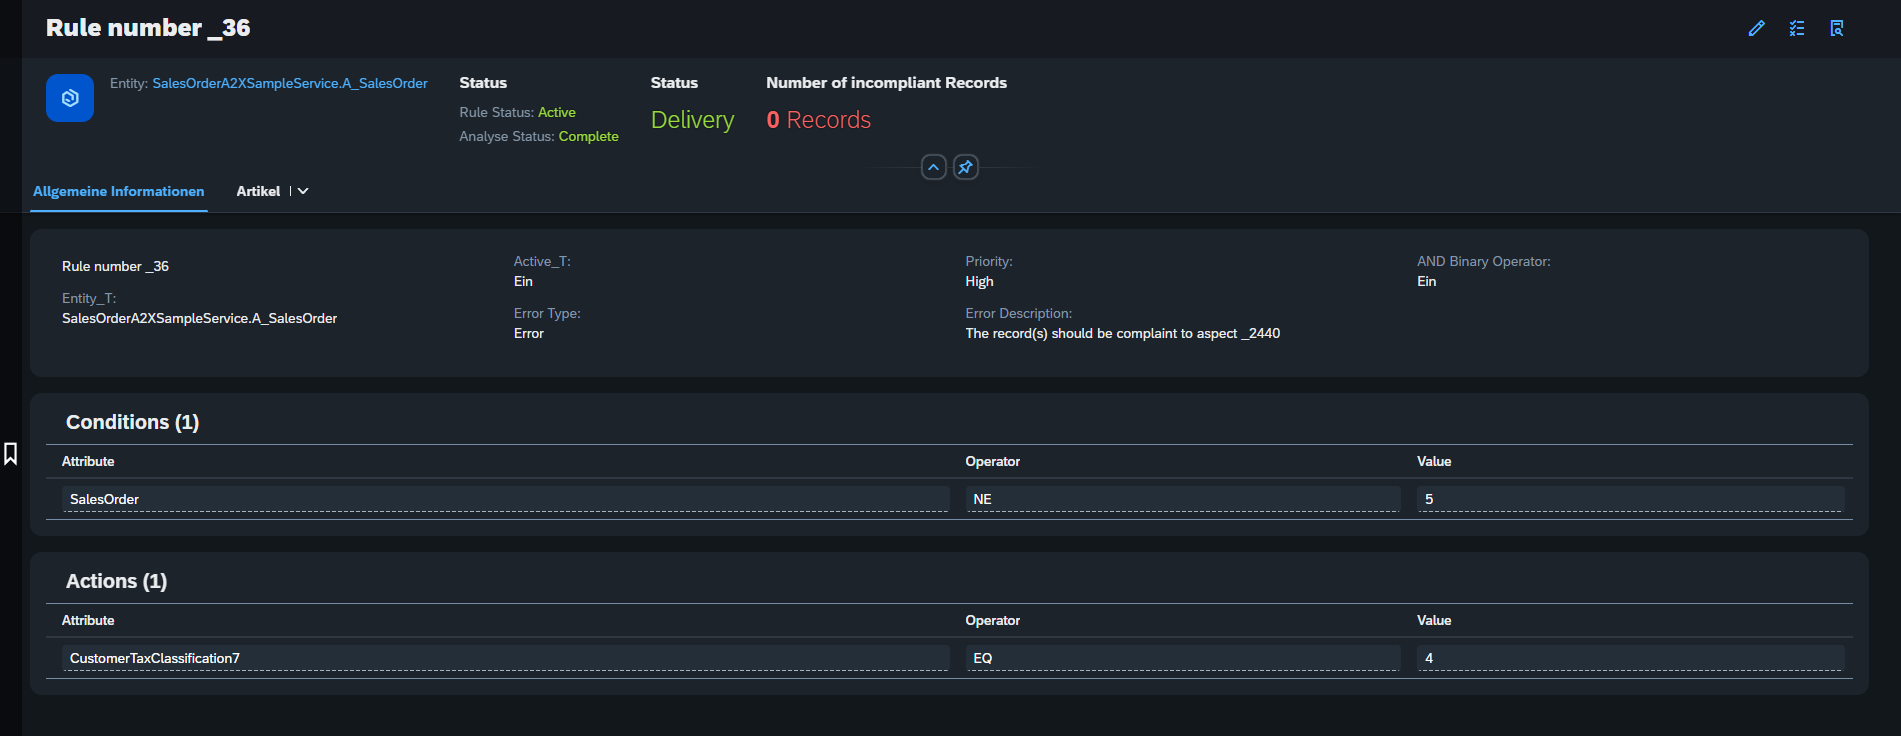 Rule number _36
Entity: SalesOrderA2XSampleService.A_SalesOrder
Status
Rule Status: Active
Analyse Status: Complete
Status
Delivery
Number of incompliant Records
0 Records
Allgemeine Informationen
Artikel
Rule number _36
Entity_T:
SalesOrderA2XSampleService.A_SalesOrder
Active_T:
Ein
Error Type:
Error
Priority:
High
Error Description:
The record(s) should be complaint to aspect _2440
AND Binary Operator:
Ein
Conditions (1)
Attribute Operator Value
SalesOrder NE 5
Actions (1)
Attribute Operator Value
CustomerTaxClassification7 EQ 4